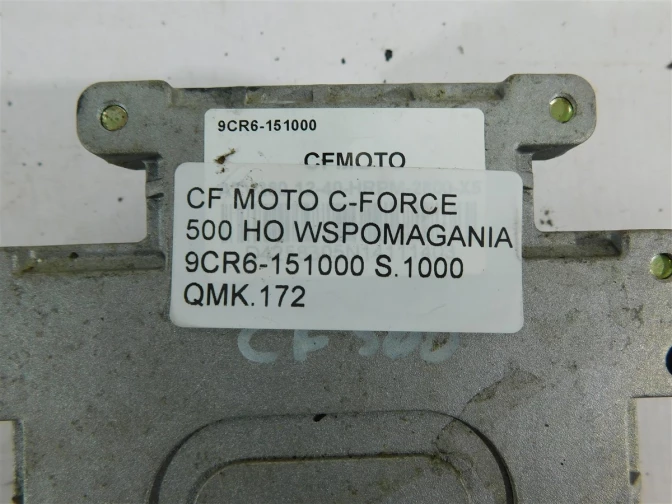 9CR6-151000
CFMOTO
CF MOTO C-FORCE
500 HO WSPOMAGANIA
9CR6-151000 S.1000
QMK.172
CF 500